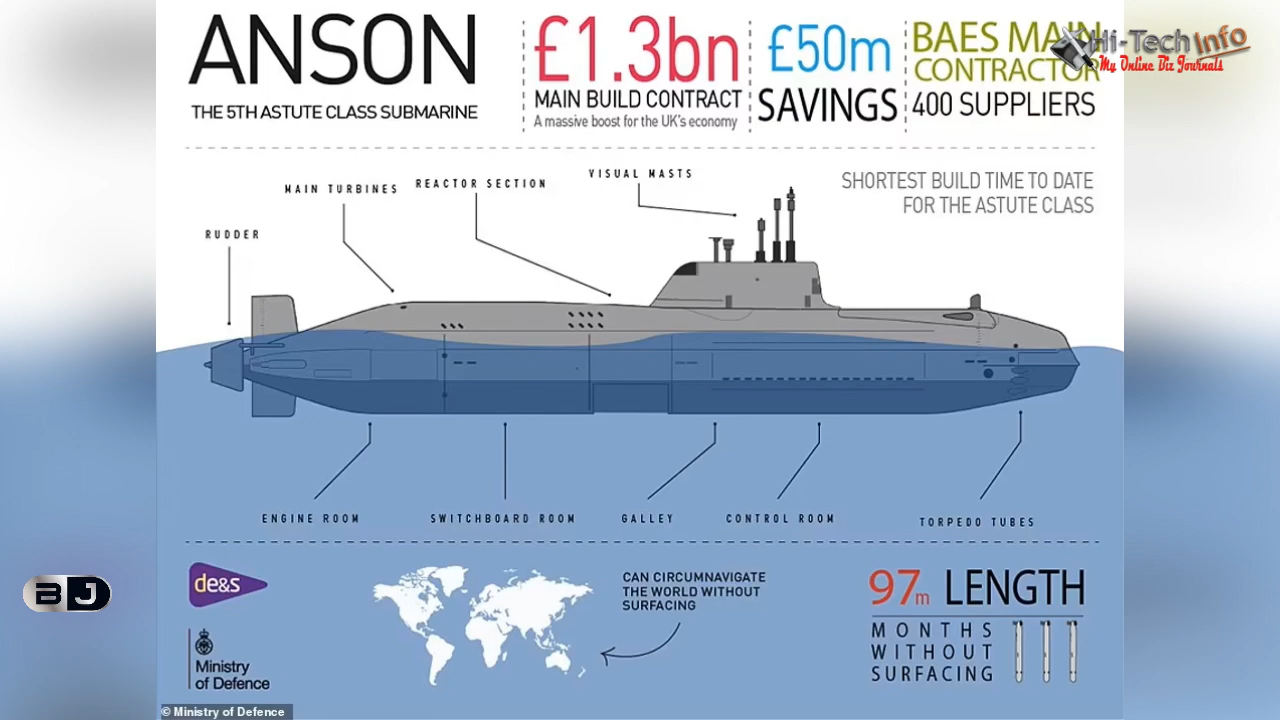 ANSON
THE 5TH ASTUTE CLASS SUBMARINE
£1.3bn
MAIN BUILD CONTRACT
A massive boost for the UK's economy
£50m
SAVINGS
BAES MAIN
CONTRACTOR
400 SUPPLIERS
Hi-Tech Info
My Online Biz Journals
SHORTEST BUILD TIME TO DATE
FOR THE ASTUTE CLASS
VISUAL MASTS
REACTOR SECTION
MAIN TURBINES
RUDDER
ENGINE ROOM
SWITCHBOARD ROOM
GALLEY
CONTROL ROOM
TORPEDO TUBES
BJ
de&s
Ministry
of Defence
CAN CIRCUMNAVIGATE
THE WORLD WITHOUT
SURFACING
97m LENGTH
MONTHS
WITHOUT
SURFACING
© Ministry of Defence